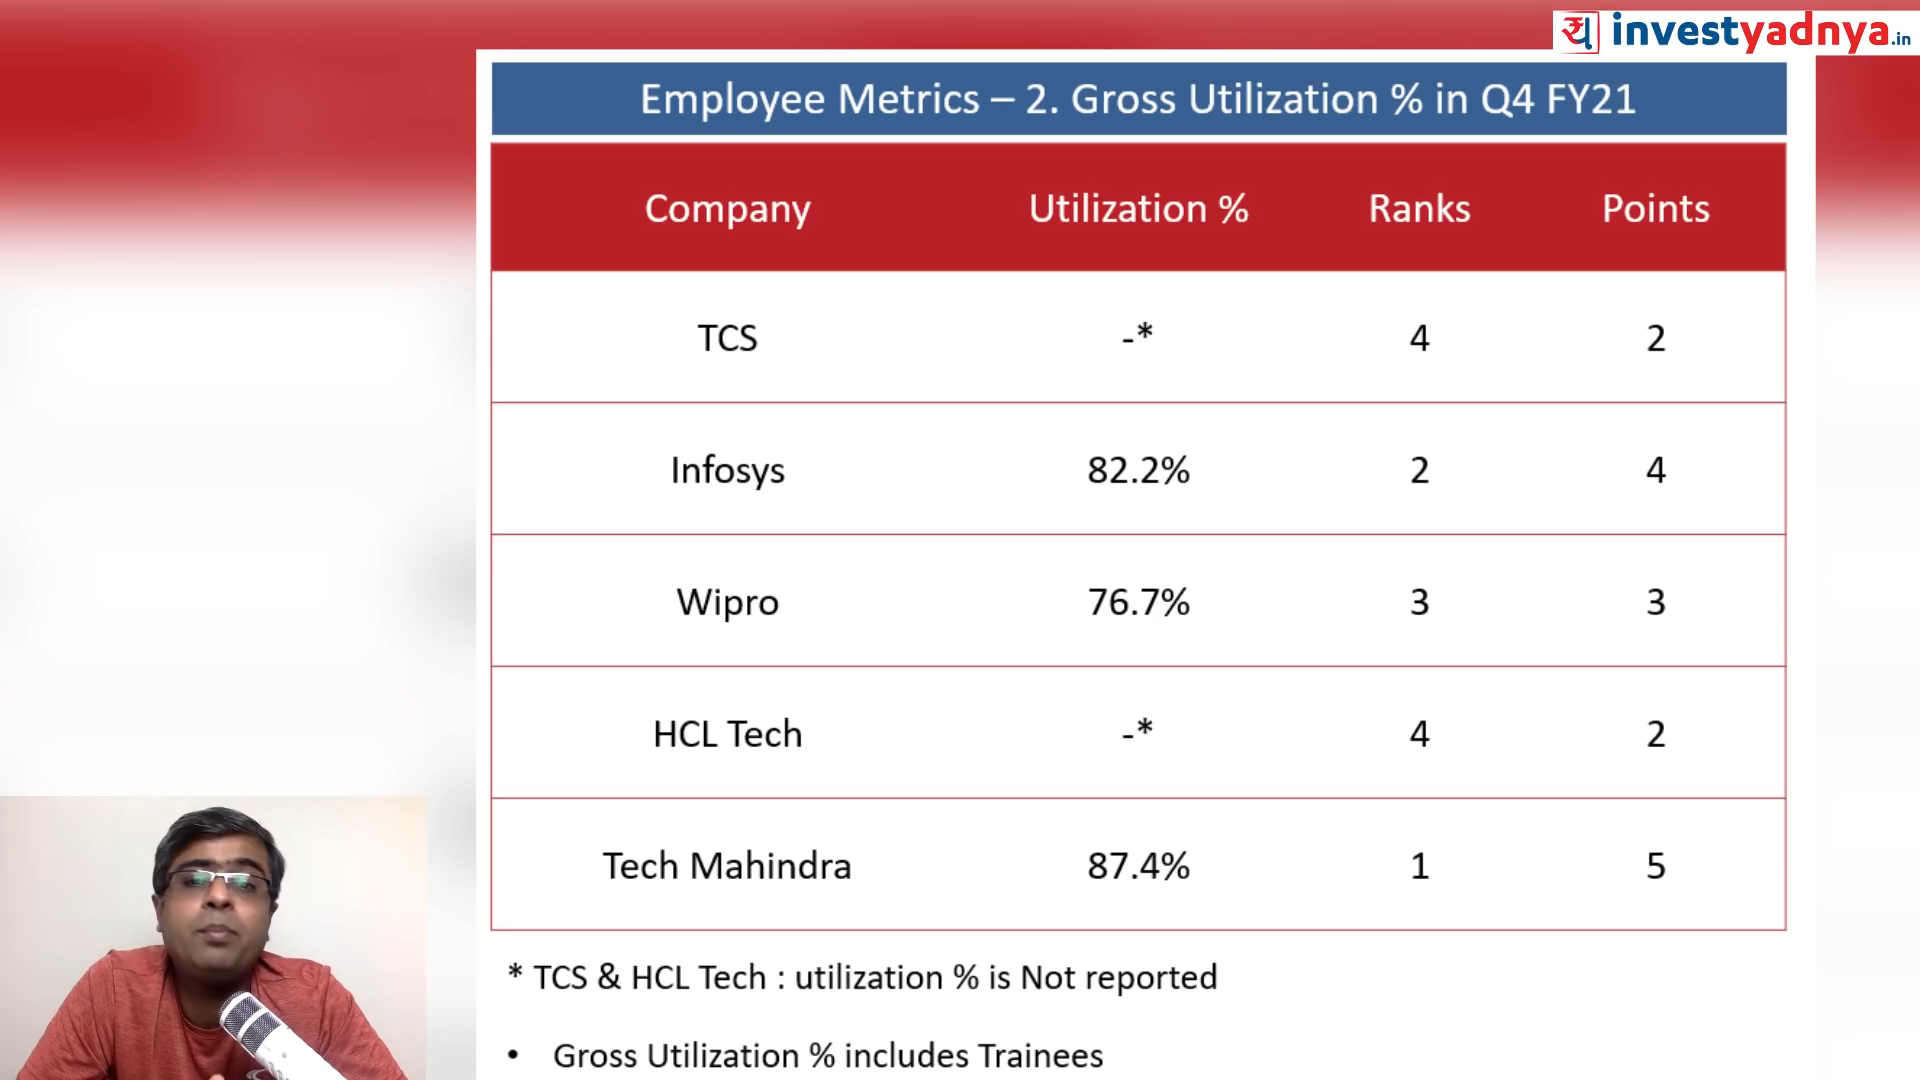 य investyadnya.in
Employee Metrics – 2. Gross Utilization % in Q4 FY21
Company Utilization % Ranks Points
TCS -* 4 2
Infosys 82.2% 2 4
Wipro 76.7% 3 3
HCL Tech -* 4 2
Tech Mahindra 87.4% 1 5
* TCS & HCL Tech : utilization % is Not reported
• Gross Utilization % includes Trainees